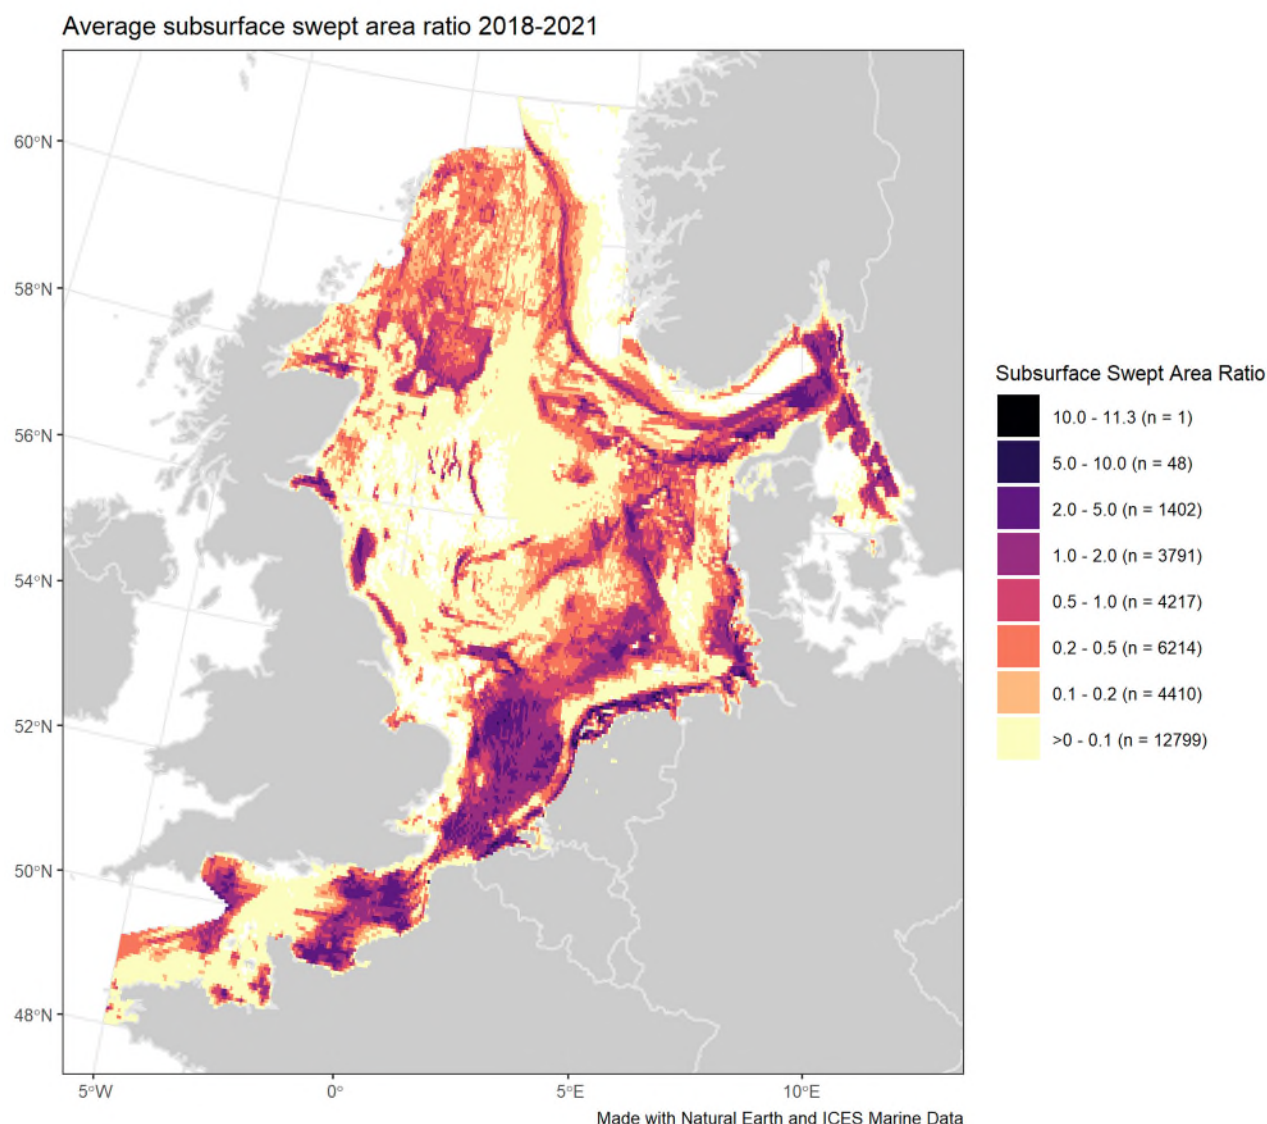 Average subsurface swept area ratio 2018-2021
60°N
58°N
56°N
54°N
52°N
50°N
48°N
5°W
0°
5°E
10°E
Subsurface Swept Area Ratio
10.0 - 11.3 (n = 1)
5.0 - 10.0 (n = 48)
2.0 - 5.0 (n = 1402)
1.0 - 2.0 (n = 3791)
0.5 - 1.0 (n = 4217)
0.2 - 0.5 (n = 6214)
0.1 - 0.2 (n = 4410)
>0 - 0.1 (n = 12799)
Made with Natural Earth and ICES Marine Data